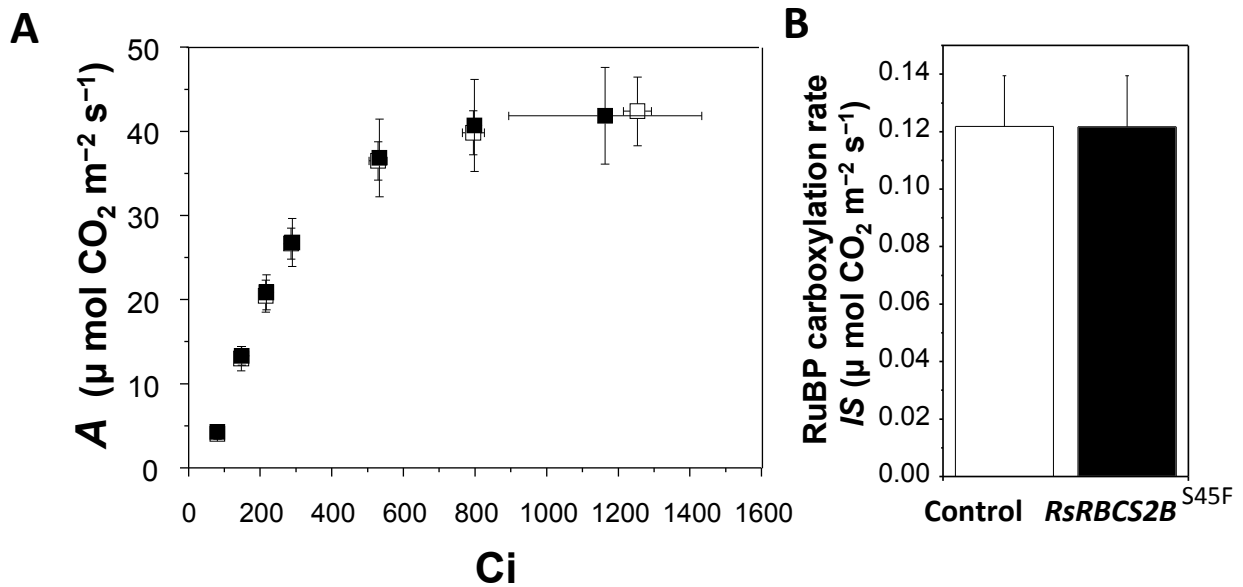 A
A (μ mol CO₂ m⁻² s⁻¹)
50
40
30
20
10
0
0 200 400 600 800 1000 1200 1400 1600
Ci
B
RuBP carboxylation rate
IS (μ mol CO₂ m⁻² s⁻¹)
0.14
0.12
0.10
0.08
0.06
0.04
0.02
0.00
Control RsRBCS2B S45F